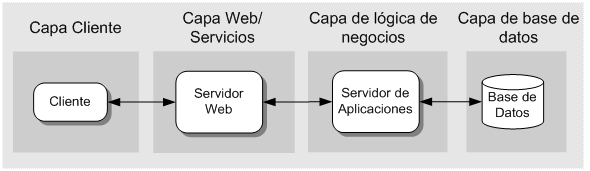 Capa Cliente
Capa Web/
Servicios
Capa de lógica de
negocios
Capa de base de
datos
Cliente
Servidor
Web
Servidor de
Aplicaciones
Base de
Datos